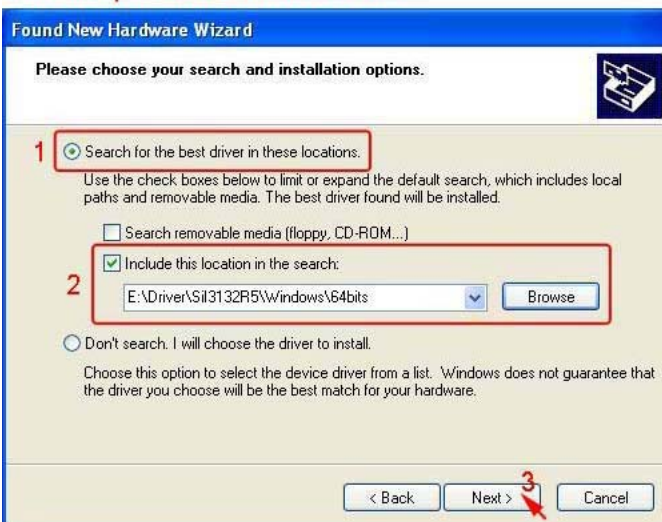 Found New Hardware Wizard
Please choose your search and installation options.
1
Search for the best driver in these locations.
Use the check boxes below to limit or expand the default search, which includes local
paths and removable media. The best driver found will be installed.
Search removable media (floppy, CD-ROM...)
2
Include this location in the search:
E:\Driver\SiI3132R5\Windows\64bits
Browse
Don't search. I will choose the driver to install.
Choose this option to select the device driver from a list. Windows does not guarantee that
the driver you choose will be the best match for your hardware.
< Back
Next >
3
Cancel